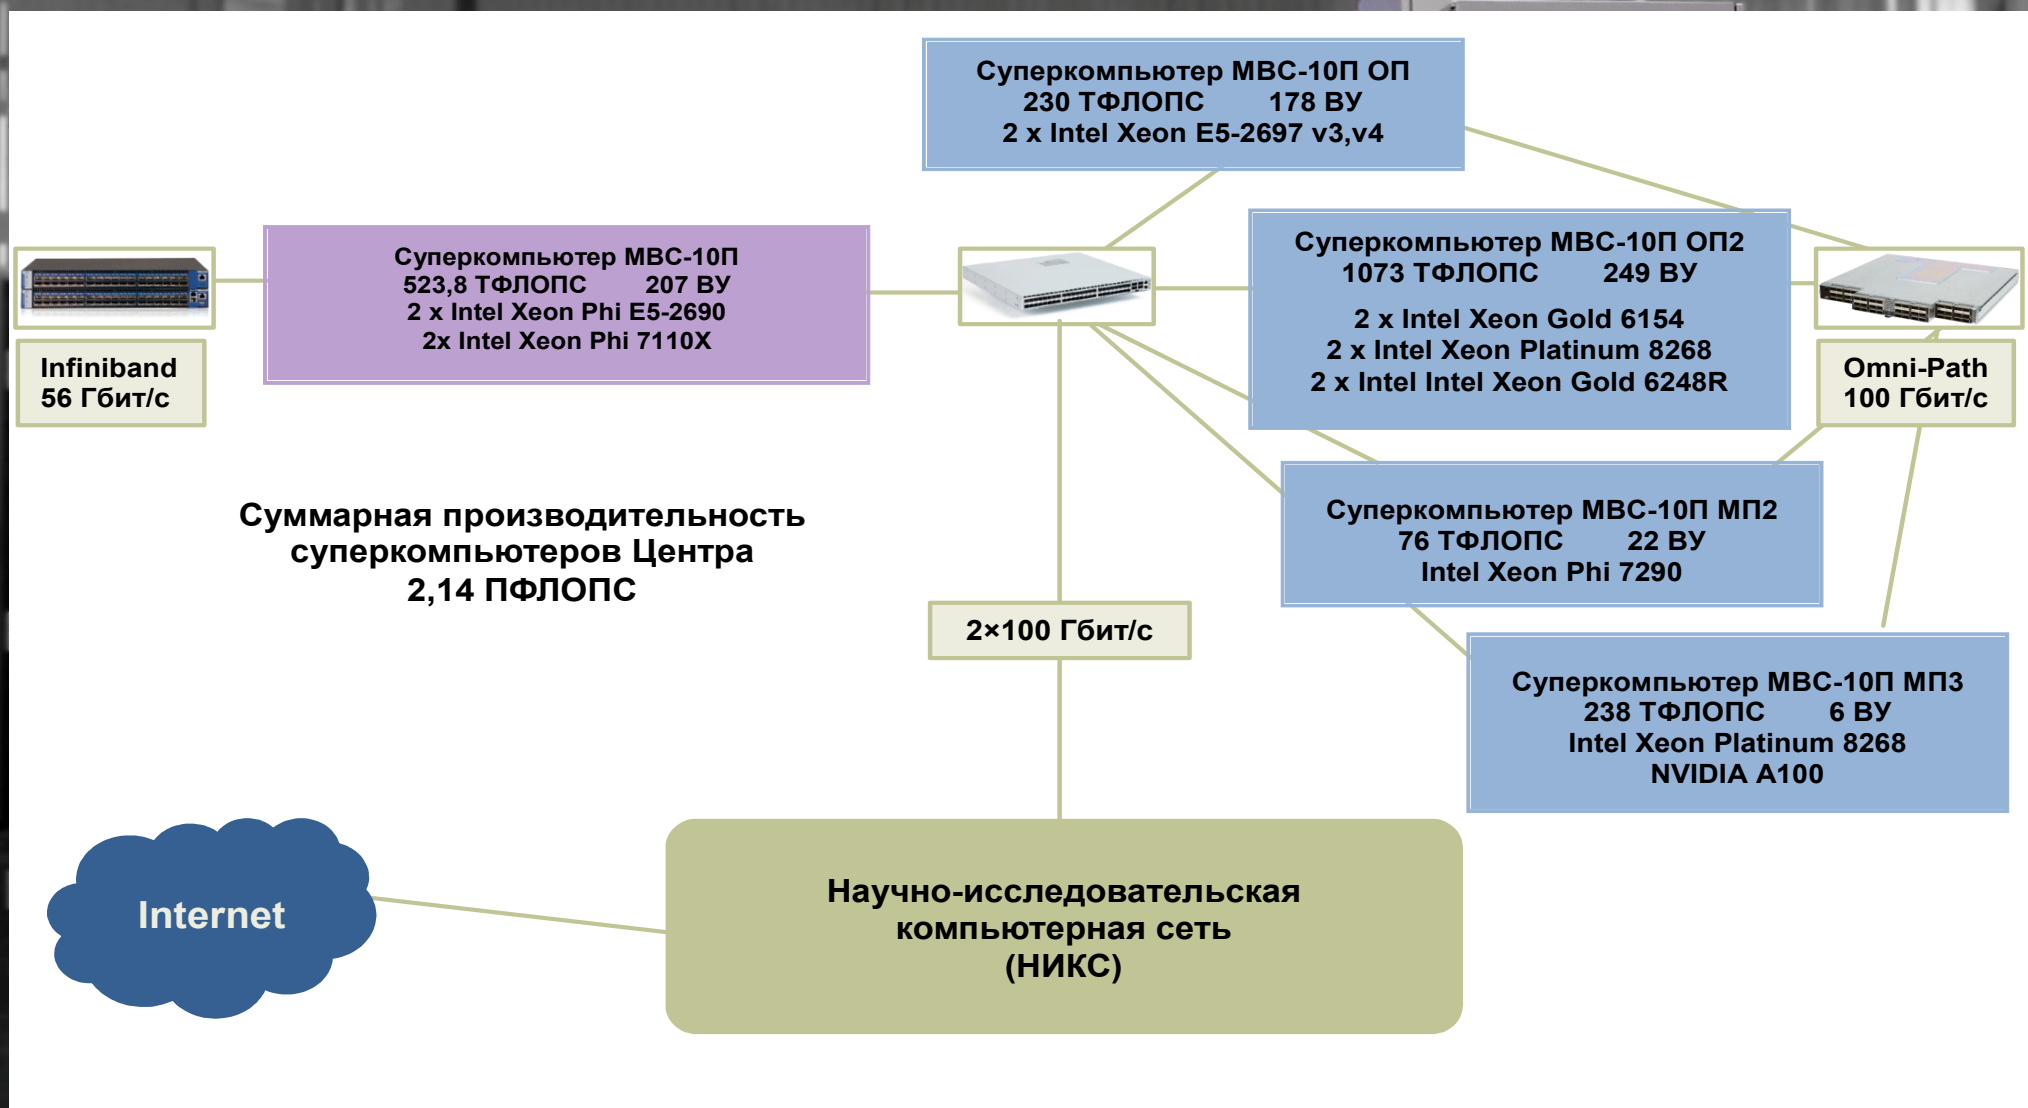 Суперкомпьютер МВС-10П ОП
230 ТФЛОПС 178 ВУ
2 x Intel Xeon E5-2697 v3,v4
Суперкомпьютер МВС-10П
523,8 ТФЛОПС 207 ВУ
2 x Intel Xeon Phi E5-2690
2x Intel Xeon Phi 7110X
Суперкомпьютер МВС-10П ОП2
1073 ТФЛОПС 249 ВУ
2 x Intel Xeon Gold 6154
2 x Intel Xeon Platinum 8268
2 x Intel Intel Xeon Gold 6248R
Infiniband
56 Гбит/с
Omni-Path
100 Гбит/с
Суммарная производительность
суперкомпьютеров Центра
2,14 ПФЛОПС
Суперкомпьютер МВС-10П МП2
76 ТФЛОПС 22 ВУ
Intel Xeon Phi 7290
2×100 Гбит/с
Суперкомпьютер МВС-10П МП3
238 ТФЛОПС 6 ВУ
Intel Xeon Platinum 8268
NVIDIA A100
Internet
Научно-исследовательская
компьютерная сеть
(НИКС)